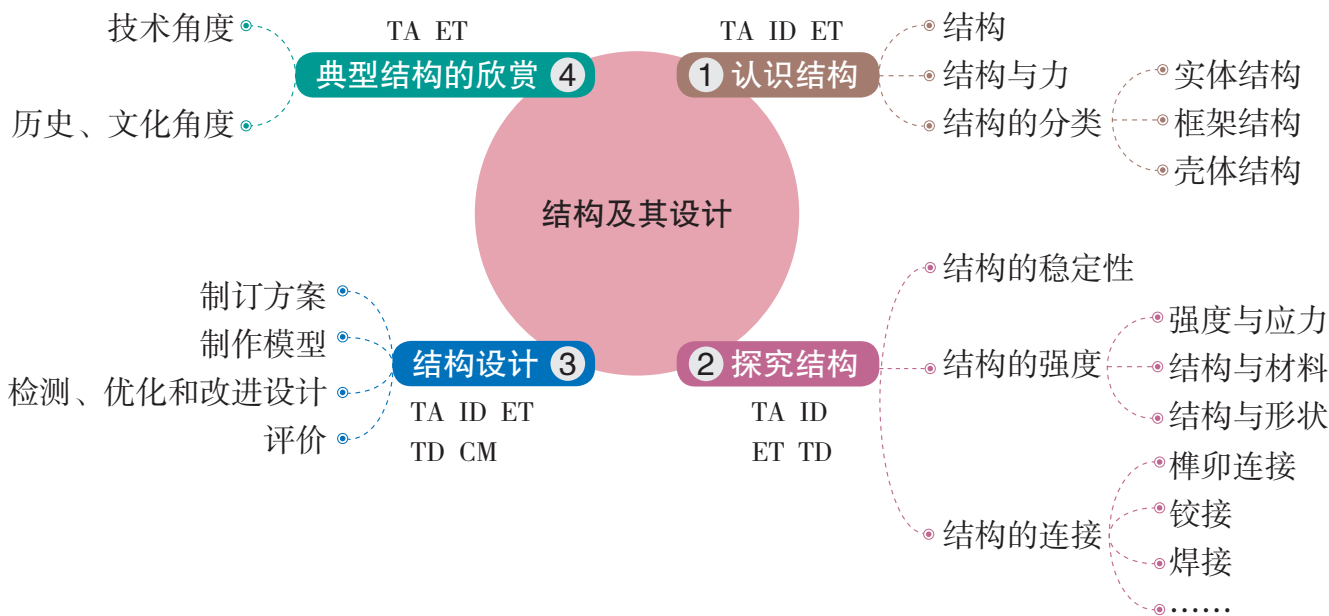 结构及其设计
TA ID ET
1 认识结构
结构
结构与力
结构的分类
实体结构
框架结构
壳体结构
2 探究结构
TA ID
ET TD
结构的稳定性
结构的强度
强度与应力
结构与材料
结构与形状
结构的连接
榫卯连接
铰接
焊接
……
结构设计 3
TA ID ET
TD CM
制订方案
制作模型
检测、优化和改进设计
评价
TA ET
典型结构的欣赏 4
技术角度
历史、文化角度